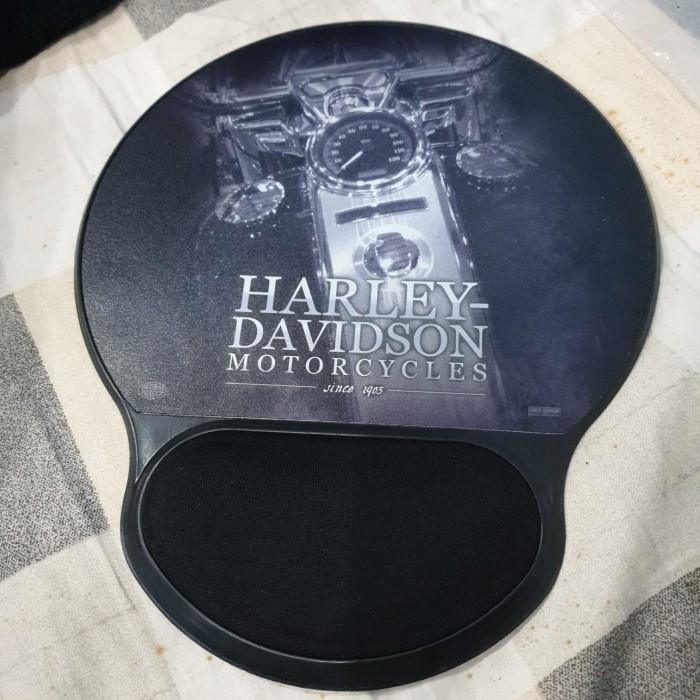 HARLEY-
DAVIDSON
MOTORCYCLES
since 1903